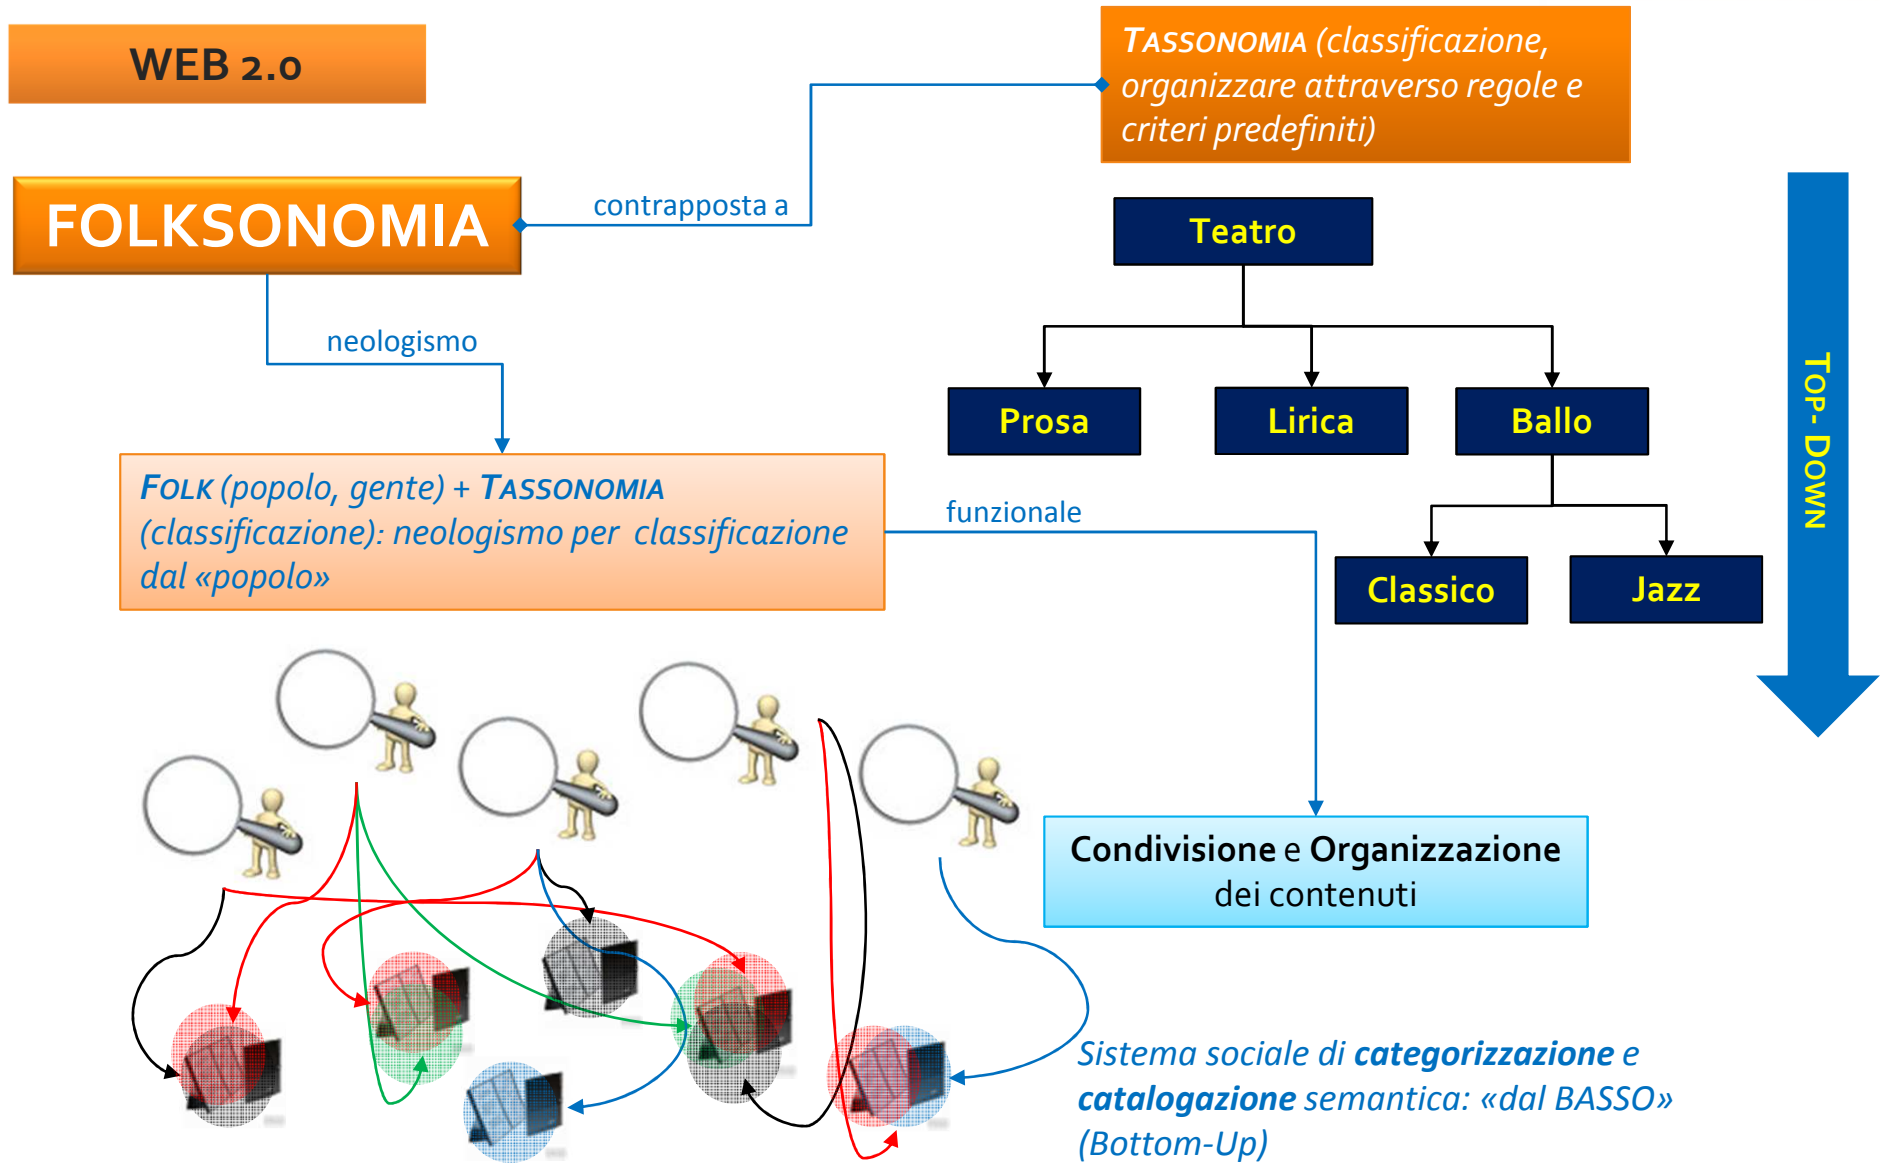 WEB 2.0
TASSONOMIA (classificazione,
organizzare attraverso regole e
criteri predefiniti)
FOLKSONOMIA
contrapposta a
Teatro
neologismo
Prosa
Lirica
Ballo
TOP- DOWN
FOLK (popolo, gente) + TASSONOMIA
(classificazione): neologismo per classificazione
dal «popolo»
funzionale
Classico
Jazz
Condivisione e Organizzazione
dei contenuti
Sistema sociale di categorizzazione e
catalogazione semantica: «dal BASSO»
(Bottom-Up)